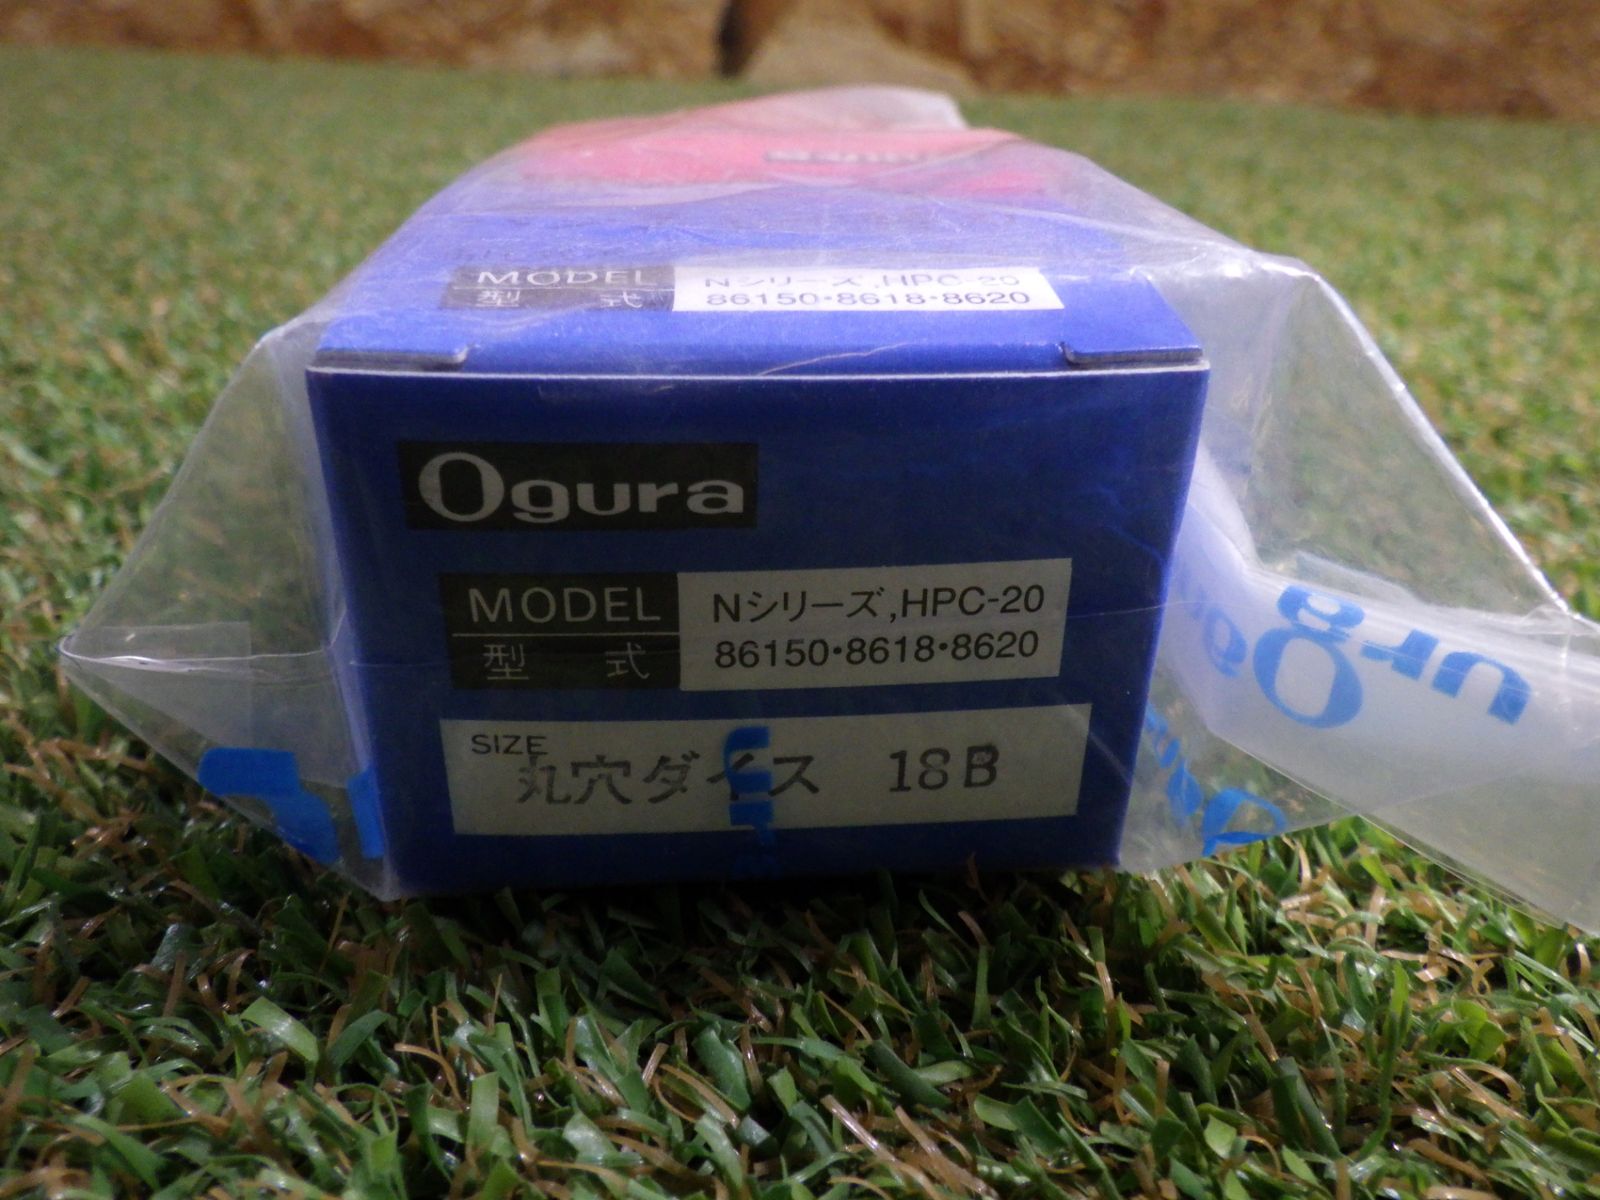 MODEL Nシリーズ,HPC-20
型式 86150・8618・8620
Ogura
MODEL Nシリーズ,HPC-20
型式 86150・8618・8620
SIZE
丸穴ダイス 18B
Ogura